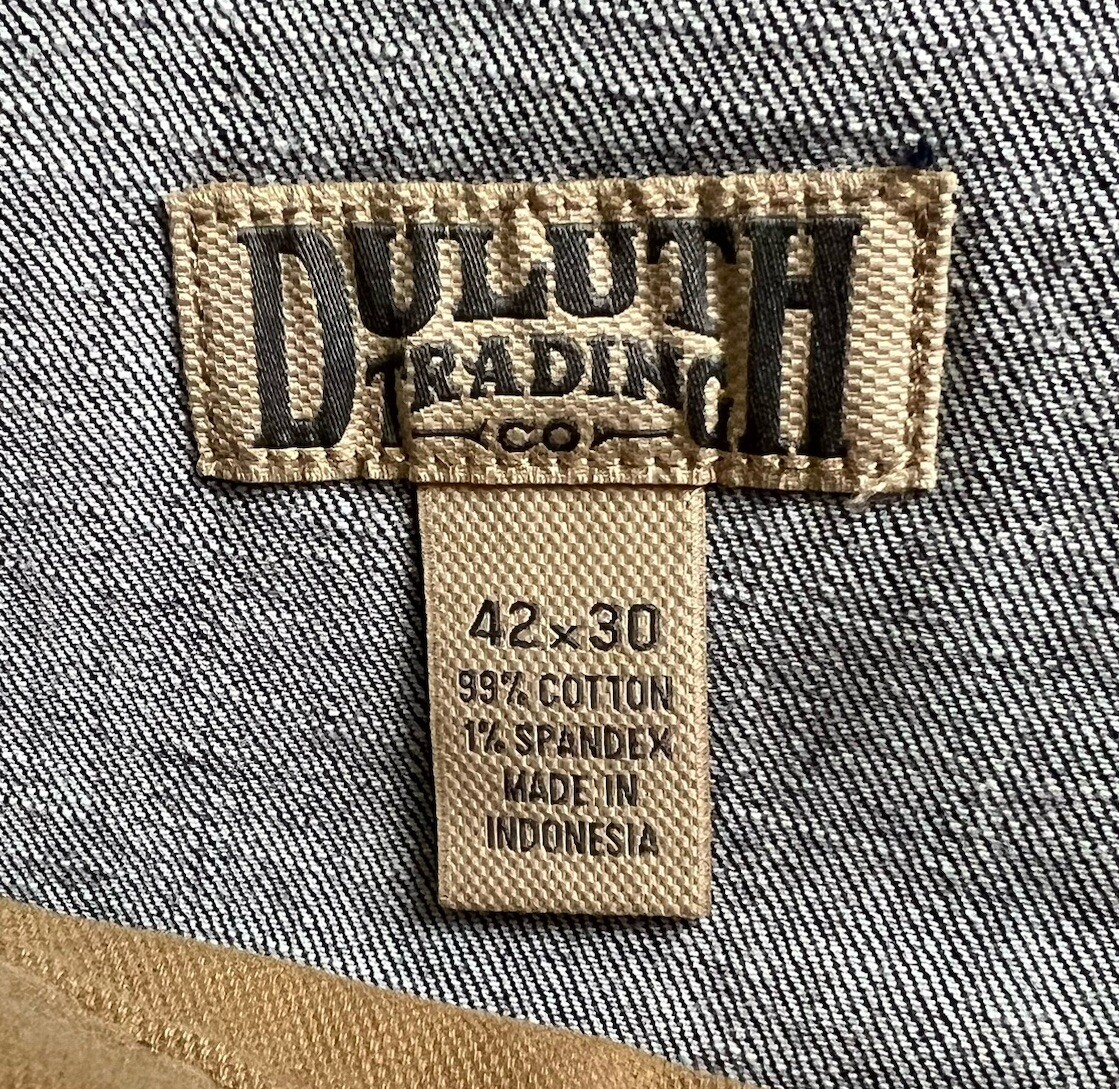 DULUTH
TRADING
CO
42x30
99% COTTON
1% SPANDEX
MADE IN
INDONESIA